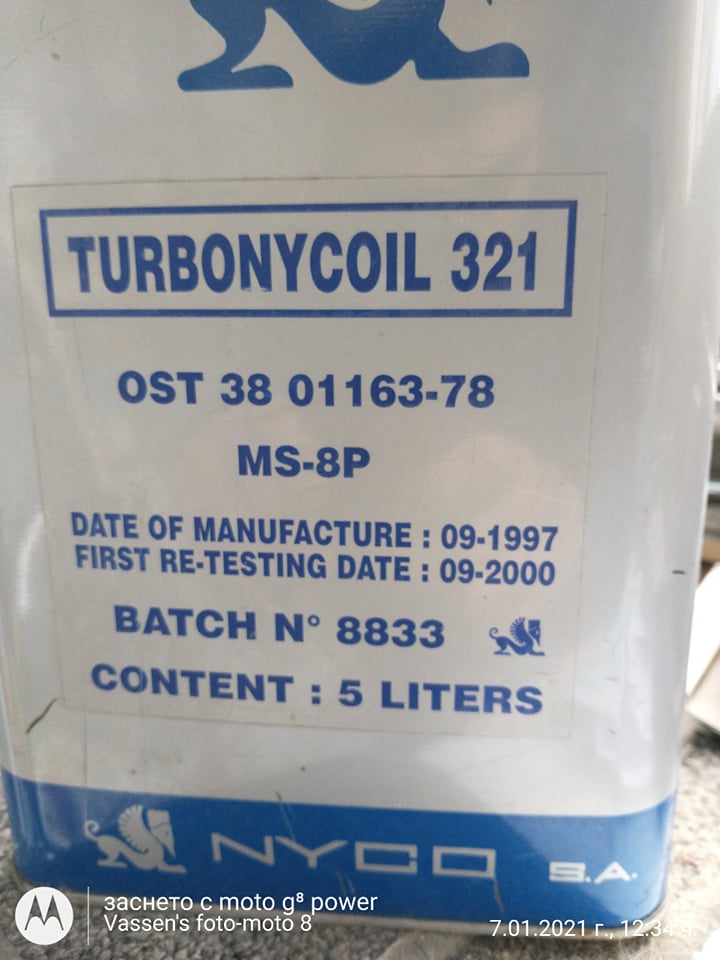 TURBONYCOIL 321
OST 38 01163-78
MS-8P
DATE OF MANUFACTURE : 09-1997
FIRST RE-TESTING DATE : 09-2000
BATCH N° 8833
CONTENT : 5 LITERS
NYCO S.A.
заснето с moto g⁸ power
Vassen's foto-moto 8
7.01.2021 г., 12:34 ч.